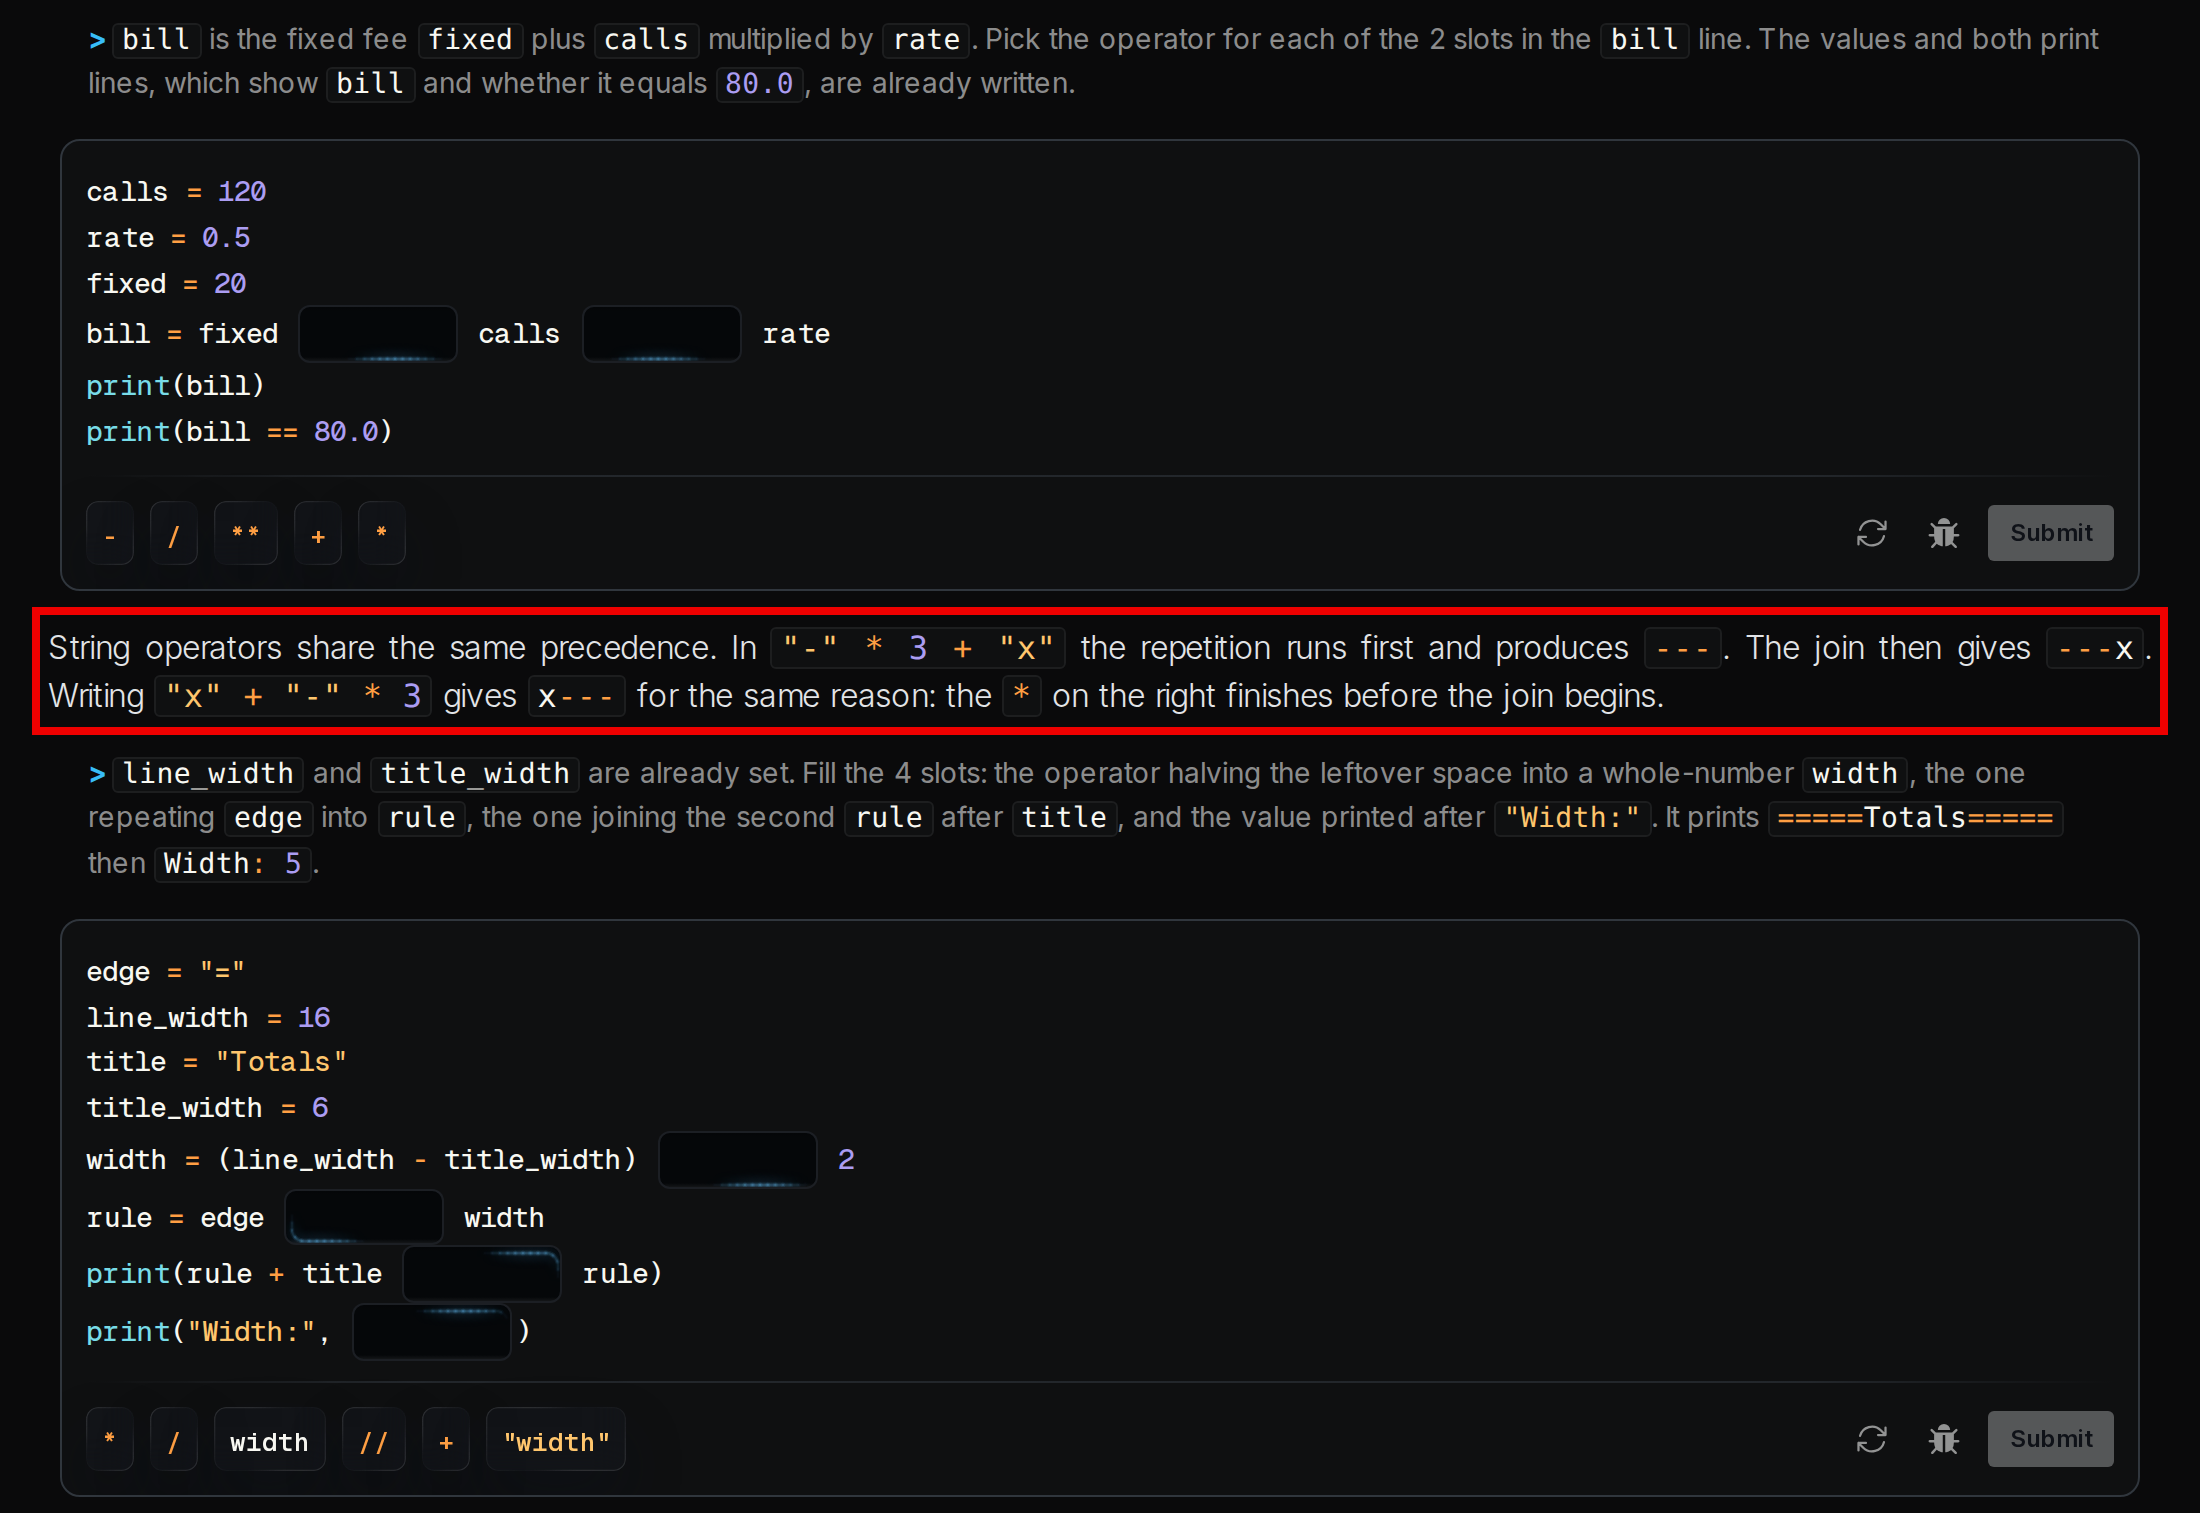 > bill is the fixed fee fixed plus calls multiplied by rate. Pick the operator for each of the 2 slots in the bill line. The values and both print
lines, which show bill and whether it equals 80.0, are already written.
calls = 120
rate = 0.5
fixed = 20
bill = fixed calls rate
print(bill)
print(bill == 80.0)
- / ** + * Submit
String operators share the same precedence. In "-" * 3 + "x" the repetition runs first and produces ---. The join then gives ---x.
Writing "x" + "-" * 3 gives x--- for the same reason: the * on the right finishes before the join begins.
> line_width and title_width are already set. Fill the 4 slots: the operator halving the leftover space into a whole-number width, the one
repeating edge into rule, the one joining the second rule after title, and the value printed after "Width:". It prints =====Totals=====
then Width: 5.
edge = "="
line_width = 16
title = "Totals"
title_width = 6
width = (line_width - title_width) 2
rule = edge width
print(rule + title rule)
print("Width:", )
* / width // + "width" Submit